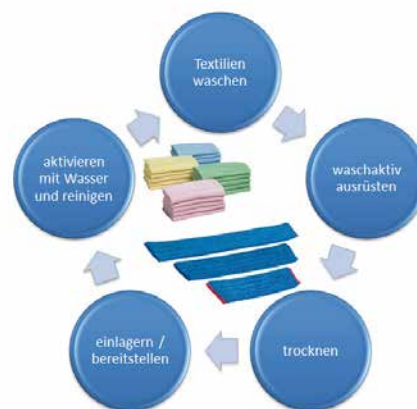 Textilien
waschen
waschaktiv
ausrüsten
trocknen
einlagern /
bereitstellen
aktivieren
mit Wasser
und reinigen